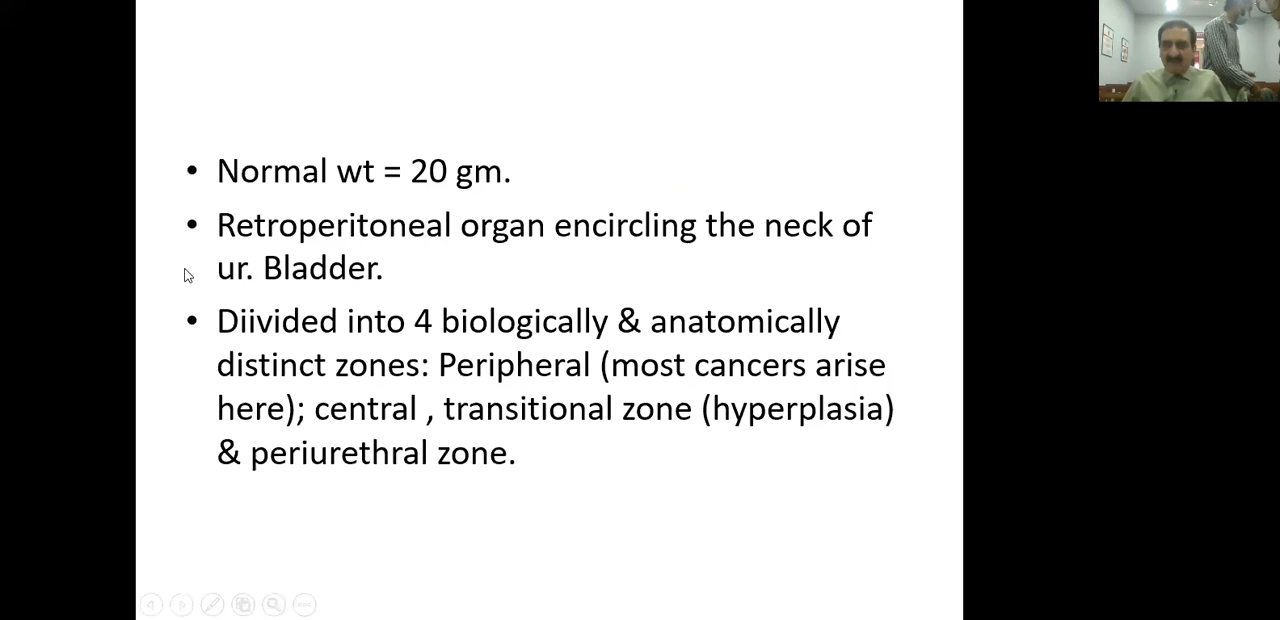 • Normal wt = 20 gm.
• Retroperitoneal organ encircling the neck of
ur. Bladder.
• Diivided into 4 biologically & anatomically
distinct zones: Peripheral (most cancers arise
here); central , transitional zone (hyperplasia)
& periurethral zone.